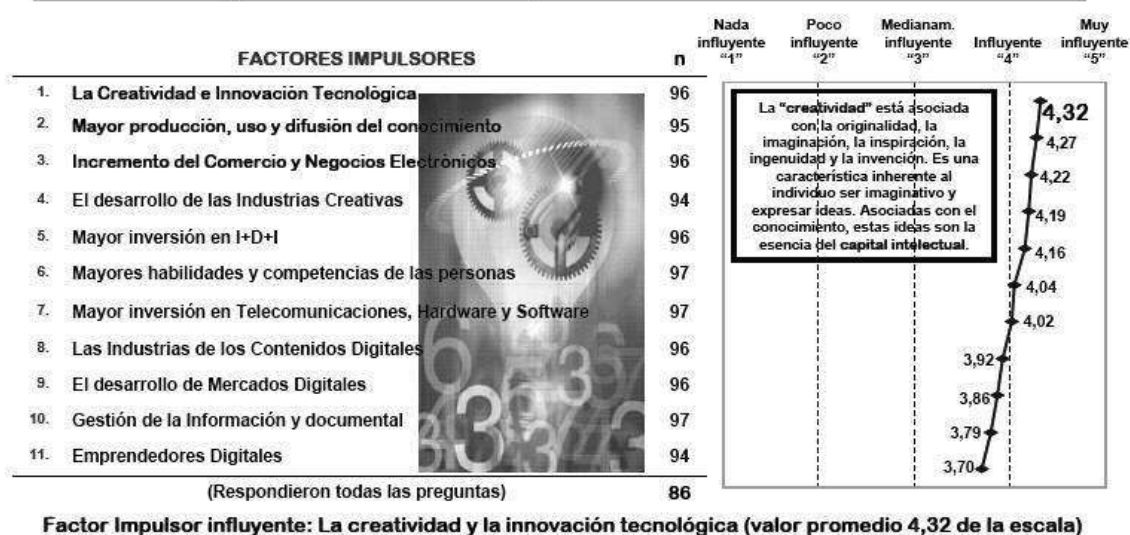 Nada influyente "1"
Poco influyente "2"
Medianam. influyente "3"
Influyente "4"
Muy influyente "5"
FACTORES IMPULSORES n
1. La Creatividad e Innovación Tecnológica 96
2. Mayor producción, uso y difusión del conocimiento 95
3. Incremento del Comercio y Negocios Electrónicos 96
4. El desarrollo de las Industrias Creativas 94
5. Mayor inversión en I+D+I 96
6. Mayores habilidades y competencias de las personas 97
7. Mayor inversión en Telecomunicaciones, Hardware y Software 97
8. Las Industrias de los Contenidos Digitales 96
9. El desarrollo de Mercados Digitales 96
10. Gestión de la Información y documental 97
11. Emprendedores Digitales 94
(Respondieron todas las preguntas) 86
La "creatividad" está asociada
con la originalidad, la
imaginación, la inspiración, la
ingenuidad y la invención. Es una
característica inherente al
individuo ser imaginativo y
expresar ideas. Asociadas con el
conocimiento, estas ideas son la
esencia del capital intelectual.
4,32
4,27
4,22
4,19
4,16
4,04
4,02
3,92
3,86
3,79
3,70
Factor Impulsor influyente: La creatividad y la innovación tecnológica (valor promedio 4,32 de la escala)